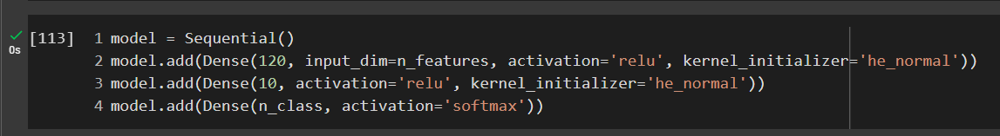 [113] 1 model = Sequential()
0s
2 model.add(Dense(120, input_dim=n_features, activation='relu', kernel_initializer='he_normal'))
3 model.add(Dense(10, activation='relu', kernel_initializer='he_normal'))
4 model.add(Dense(n_class, activation='softmax'))